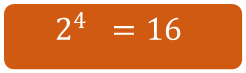 2⁴ = 16